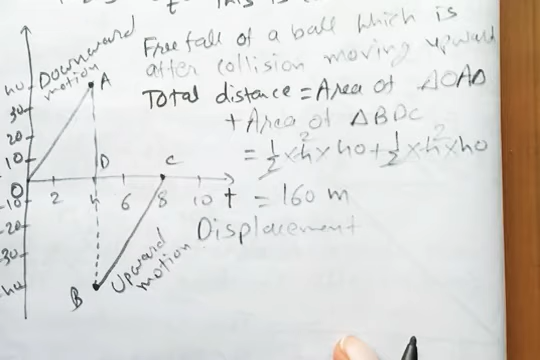 Free fall of a ball which is
after collision moving upward
Total distance = Area of ΔOAD
+ Area of ΔBDC
= 1/2 × 4 × 40 + 1/2 × 4 × 40
= 160 m
Displacement
Downward
motion
A
40
30
20
10
O
D
C
2 4 6 8 10 t
-10
-20
-30
-40
B
Upward
motion